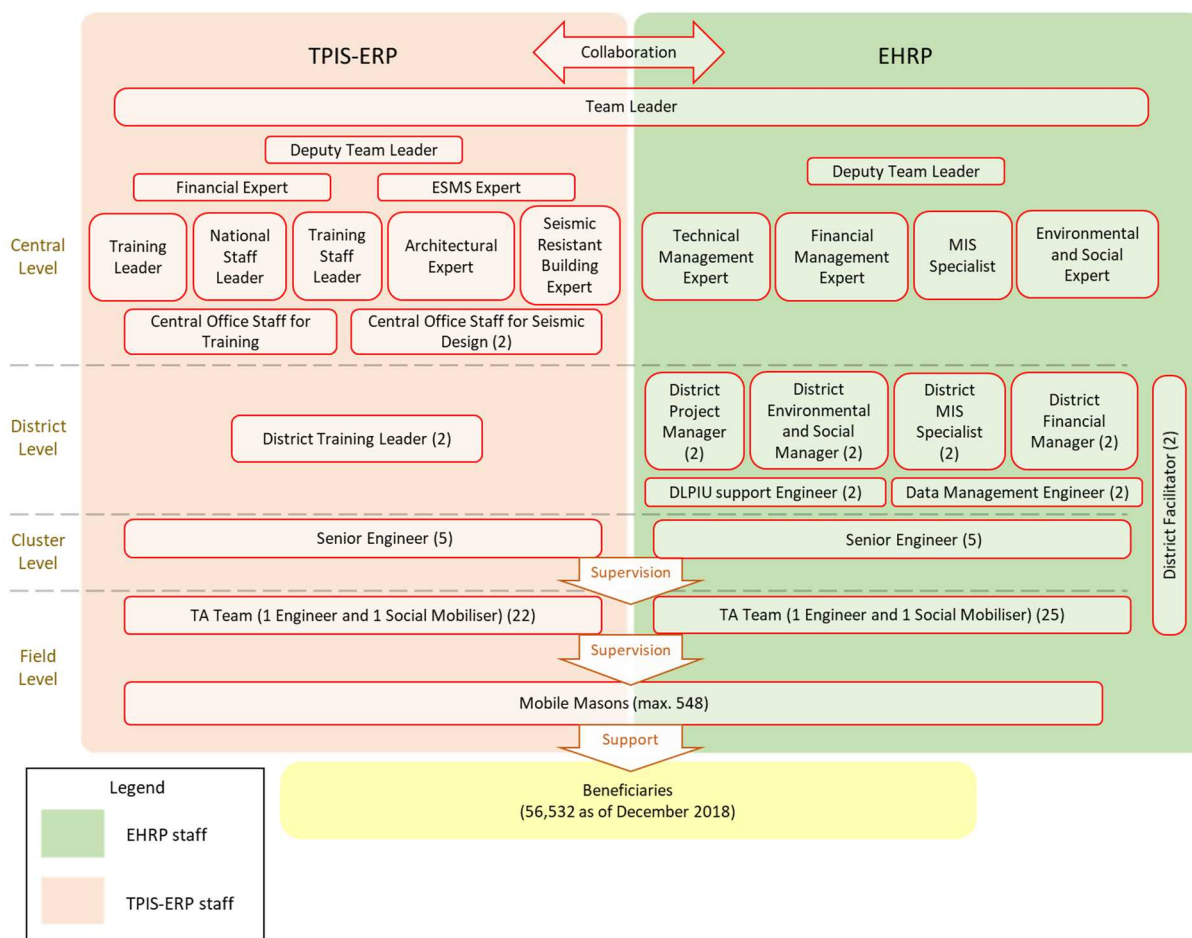 TPIS-ERP
Collaboration
EHRP
Team Leader
Deputy Team Leader
Deputy Team Leader
Financial Expert
ESMS Expert
Central
Level
Training
Leader
National
Staff
Leader
Training
Staff
Leader
Architectural
Expert
Seismic
Resistant
Building
Expert
Technical
Management
Expert
Financial
Management
Expert
MIS
Specialist
Environmental
and Social
Expert
Central Office Staff for
Training
Central Office Staff for Seismic
Design (2)
District
Level
District Training Leader (2)
District
Project
Manager
(2)
District
Environmental
and Social
Manager (2)
District
MIS
Specialist
(2)
District
Financial
Manager (2)
DLPIU support Engineer (2)
Data Management Engineer (2)
District Facilitator (2)
Cluster
Level
Senior Engineer (5)
Senior Engineer (5)
Supervision
Field
Level
TA Team (1 Engineer and 1 Social Mobiliser) (22)
TA Team (1 Engineer and 1 Social Mobiliser) (25)
Supervision
Mobile Masons (max. 548)
Support
Beneficiaries
(56,532 as of December 2018)
Legend
EHRP staff
TPIS-ERP staff